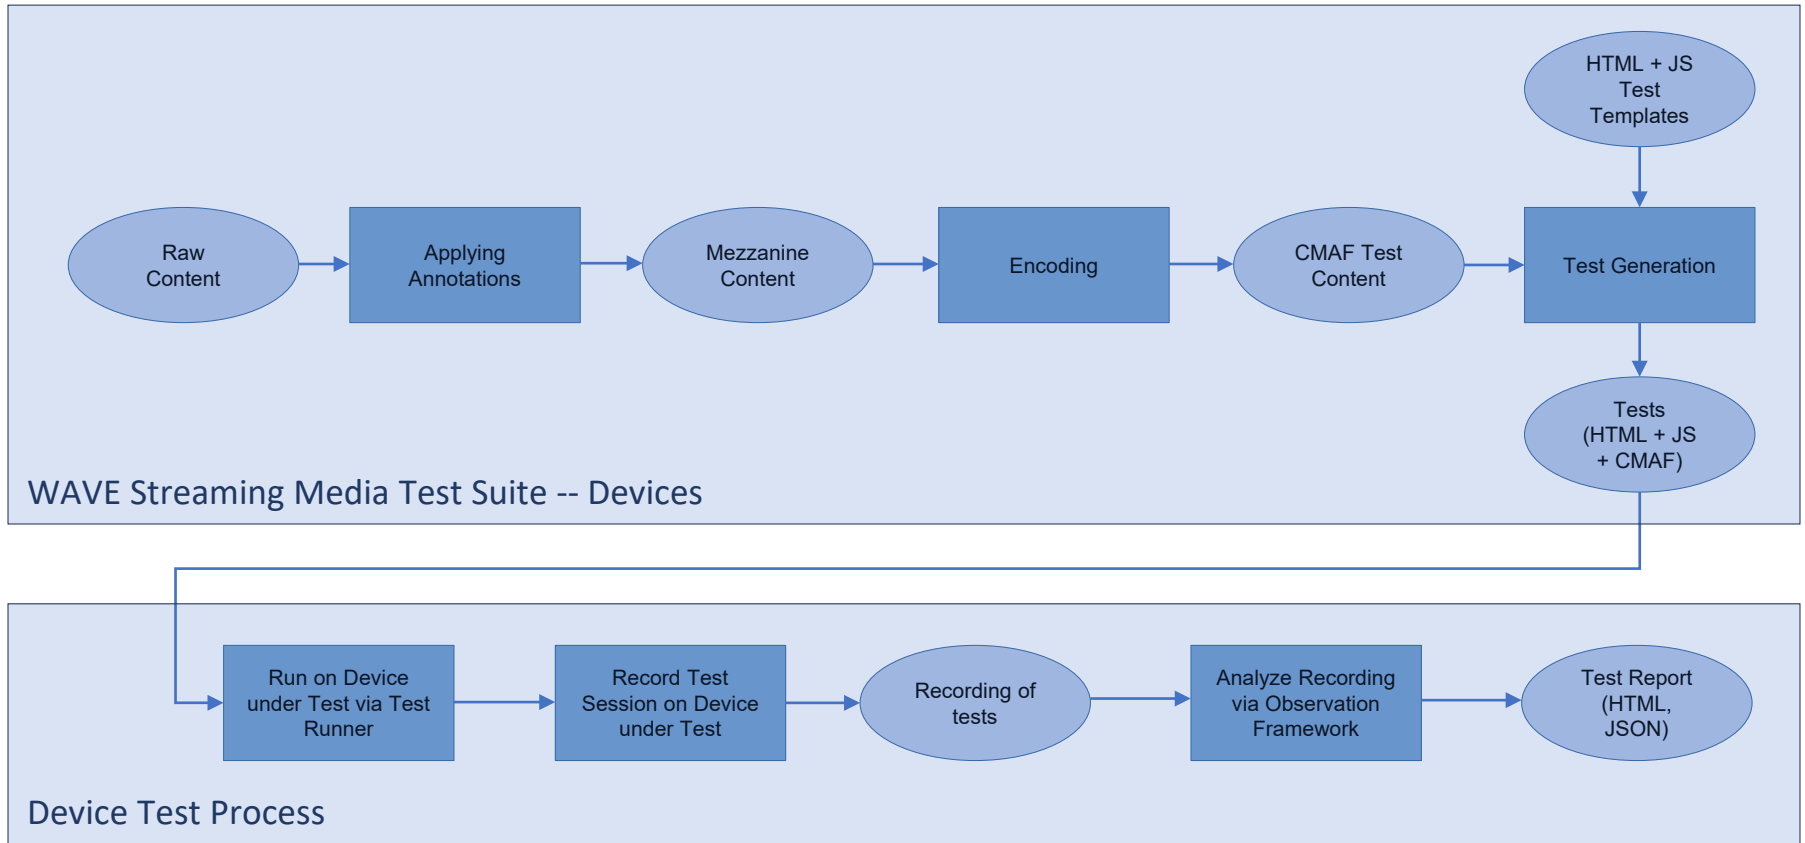 HTML + JS
Test
Templates
Raw
Content
Applying
Annotations
Mezzanine
Content
Encoding
CMAF Test
Content
Test Generation
Tests
(HTML + JS
+ CMAF)
WAVE Streaming Media Test Suite -- Devices
Run on Device
under Test via Test
Runner
Record Test
Session on Device
under Test
Recording of
tests
Analyze Recording
via Observation
Framework
Test Report
(HTML,
JSON)
Device Test Process